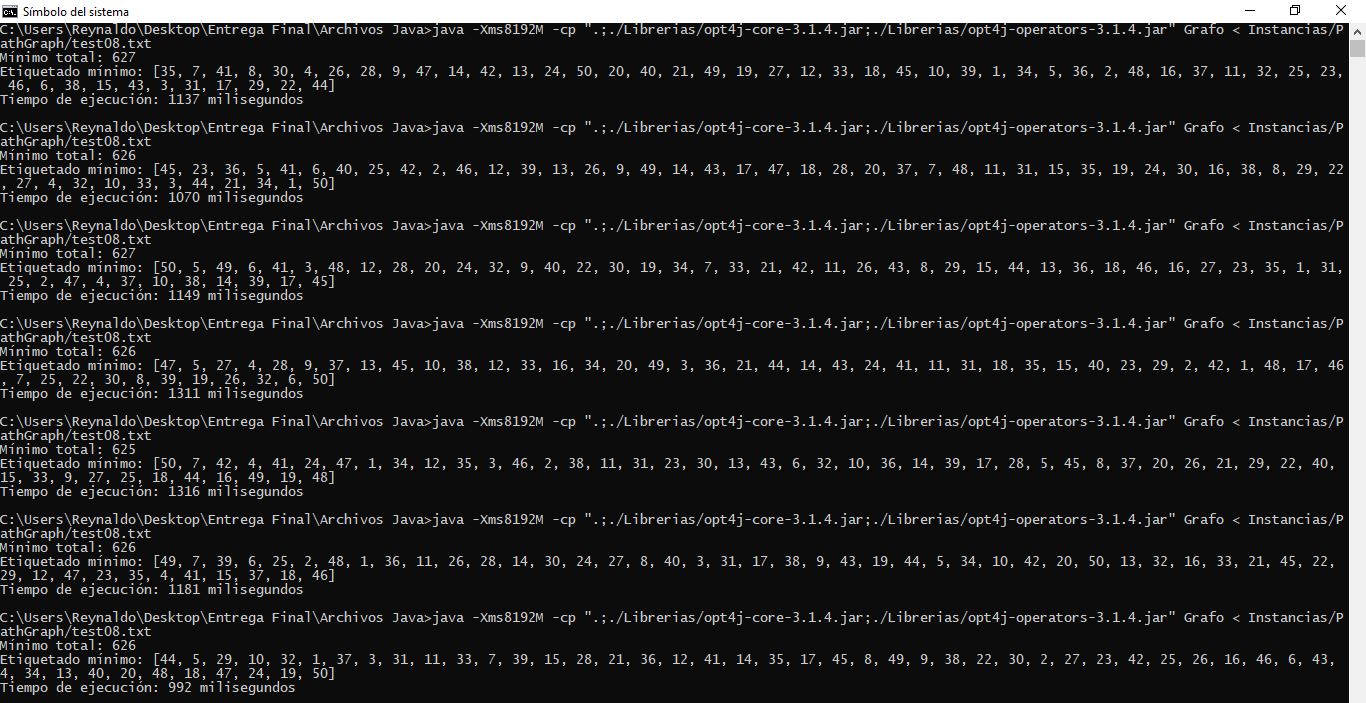 Símbolo del sistema
C:\Users\Reynaldo\Desktop\Entrega Final\Archivos Java>java -Xms8192M -cp ".;./Librerias/opt4j-core-3.1.4.jar;./Librerias/opt4j-operators-3.1.4.jar" Grafo < Instancias/P
athGraph/test08.txt
Mínimo total: 627
Etiquetado mínimo: [35, 7, 41, 8, 30, 4, 26, 28, 9, 47, 14, 42, 13, 24, 50, 20, 40, 21, 49, 19, 27, 12, 33, 18, 45, 10, 39, 1, 34, 5, 36, 2, 48, 16, 37, 11, 32, 25, 23,
 46, 6, 38, 15, 43, 3, 31, 17, 29, 22, 44]
Tiempo de ejecución: 1137 milisegundos
C:\Users\Reynaldo\Desktop\Entrega Final\Archivos Java>java -Xms8192M -cp ".;./Librerias/opt4j-core-3.1.4.jar;./Librerias/opt4j-operators-3.1.4.jar" Grafo < Instancias/P
athGraph/test08.txt
Mínimo total: 626
Etiquetado mínimo: [45, 23, 36, 5, 41, 6, 40, 25, 42, 2, 46, 12, 39, 13, 26, 9, 49, 14, 43, 17, 47, 18, 28, 20, 37, 7, 48, 11, 31, 15, 35, 19, 24, 30, 16, 38, 8, 29, 22
, 27, 4, 32, 10, 33, 3, 44, 21, 34, 1, 50]
Tiempo de ejecución: 1070 milisegundos
C:\Users\Reynaldo\Desktop\Entrega Final\Archivos Java>java -Xms8192M -cp ".;./Librerias/opt4j-core-3.1.4.jar;./Librerias/opt4j-operators-3.1.4.jar" Grafo < Instancias/P
athGraph/test08.txt
Mínimo total: 627
Etiquetado mínimo: [50, 5, 49, 6, 41, 3, 48, 12, 28, 20, 24, 32, 9, 40, 22, 30, 19, 34, 7, 33, 21, 42, 11, 26, 43, 8, 29, 15, 44, 13, 36, 18, 46, 16, 27, 23, 35, 1, 31,
 25, 2, 47, 4, 37, 10, 38, 14, 39, 17, 45]
Tiempo de ejecución: 1149 milisegundos
C:\Users\Reynaldo\Desktop\Entrega Final\Archivos Java>java -Xms8192M -cp ".;./Librerias/opt4j-core-3.1.4.jar;./Librerias/opt4j-operators-3.1.4.jar" Grafo < Instancias/P
athGraph/test08.txt
Mínimo total: 626
Etiquetado mínimo: [47, 5, 27, 4, 28, 9, 37, 13, 45, 10, 38, 12, 33, 16, 34, 20, 49, 3, 36, 21, 44, 14, 43, 24, 41, 11, 31, 18, 35, 15, 40, 23, 29, 2, 42, 1, 48, 17, 46
, 7, 25, 22, 30, 8, 39, 19, 26, 32, 6, 50]
Tiempo de ejecución: 1311 milisegundos
C:\Users\Reynaldo\Desktop\Entrega Final\Archivos Java>java -Xms8192M -cp ".;./Librerias/opt4j-core-3.1.4.jar;./Librerias/opt4j-operators-3.1.4.jar" Grafo < Instancias/P
athGraph/test08.txt
Mínimo total: 625
Etiquetado mínimo: [50, 7, 42, 4, 41, 24, 47, 1, 34, 12, 35, 3, 46, 2, 38, 11, 31, 23, 30, 13, 43, 6, 32, 10, 36, 14, 39, 17, 28, 5, 45, 8, 37, 20, 26, 21, 29, 22, 40,
15, 33, 9, 27, 25, 18, 44, 16, 49, 19, 48]
Tiempo de ejecución: 1316 milisegundos
C:\Users\Reynaldo\Desktop\Entrega Final\Archivos Java>java -Xms8192M -cp ".;./Librerias/opt4j-core-3.1.4.jar;./Librerias/opt4j-operators-3.1.4.jar" Grafo < Instancias/P
athGraph/test08.txt
Mínimo total: 626
Etiquetado mínimo: [49, 7, 39, 6, 25, 2, 48, 1, 36, 11, 26, 28, 14, 30, 24, 27, 8, 40, 3, 31, 17, 38, 9, 43, 19, 44, 5, 34, 10, 42, 20, 50, 13, 32, 16, 33, 21, 45, 22,
29, 12, 47, 23, 35, 4, 41, 15, 37, 18, 46]
Tiempo de ejecución: 1181 milisegundos
C:\Users\Reynaldo\Desktop\Entrega Final\Archivos Java>java -Xms8192M -cp ".;./Librerias/opt4j-core-3.1.4.jar;./Librerias/opt4j-operators-3.1.4.jar" Grafo < Instancias/P
athGraph/test08.txt
Mínimo total: 626
Etiquetado mínimo: [44, 5, 29, 10, 32, 1, 37, 3, 31, 11, 33, 7, 39, 15, 28, 21, 36, 12, 41, 14, 35, 17, 45, 8, 49, 9, 38, 22, 30, 2, 27, 23, 42, 25, 26, 16, 46, 6, 43,
4, 34, 13, 40, 20, 48, 18, 47, 24, 19, 50]
Tiempo de ejecución: 992 milisegundos